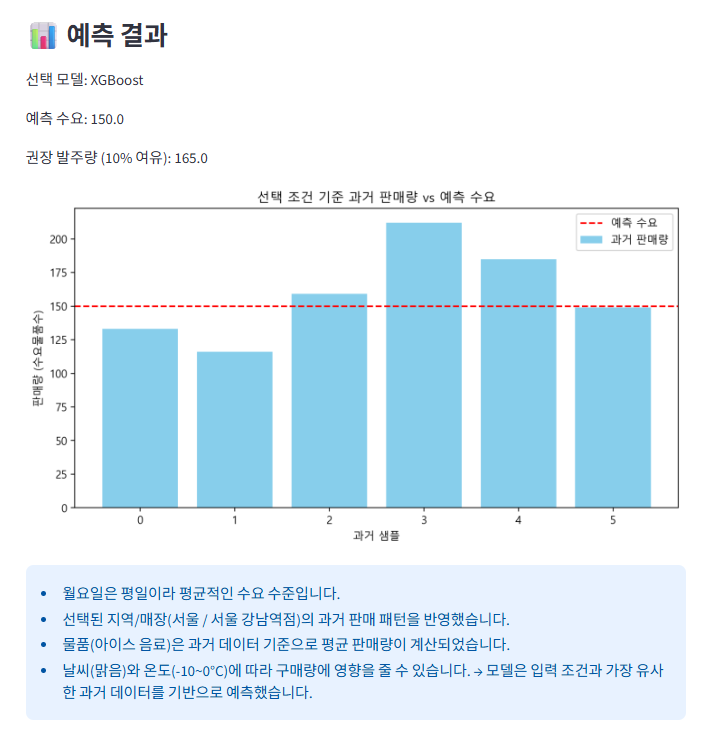 예측 결과
선택 모델: XGBoost
예측 수요: 150.0
권장 발주량 (10% 여유): 165.0
선택 조건 기준 과거 판매량 vs 예측 수요
예측 수요
과거 판매량
판매량 (수요물품수)
200
175
150
125
100
75
50
25
0
0 1 2 3 4 5
과거 샘플
월요일은 평일이라 평균적인 수요 수준입니다.
선택된 지역/매장(서울 / 서울 강남역점)의 과거 판매 패턴을 반영했습니다.
물품(아이스 음료)은 과거 데이터 기준으로 평균 판매량이 계산되었습니다.
날씨(맑음)와 온도(-10~0°C)에 따라 구매량에 영향을 줄 수 있습니다. → 모델은 입력 조건과 가장 유사
한 과거 데이터를 기반으로 예측했습니다.